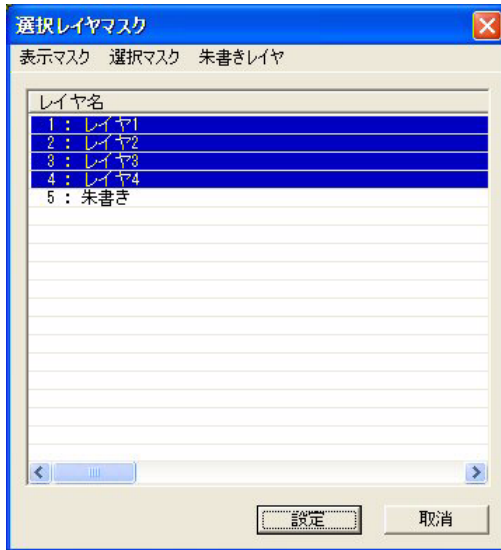 選択レイヤマスク
表示マスク 選択マスク 朱書きレイヤ
レイヤ名
1 : レイヤ1
2 : レイヤ2
3 : レイヤ3
4 : レイヤ4
5 : 朱書き
設定 取消